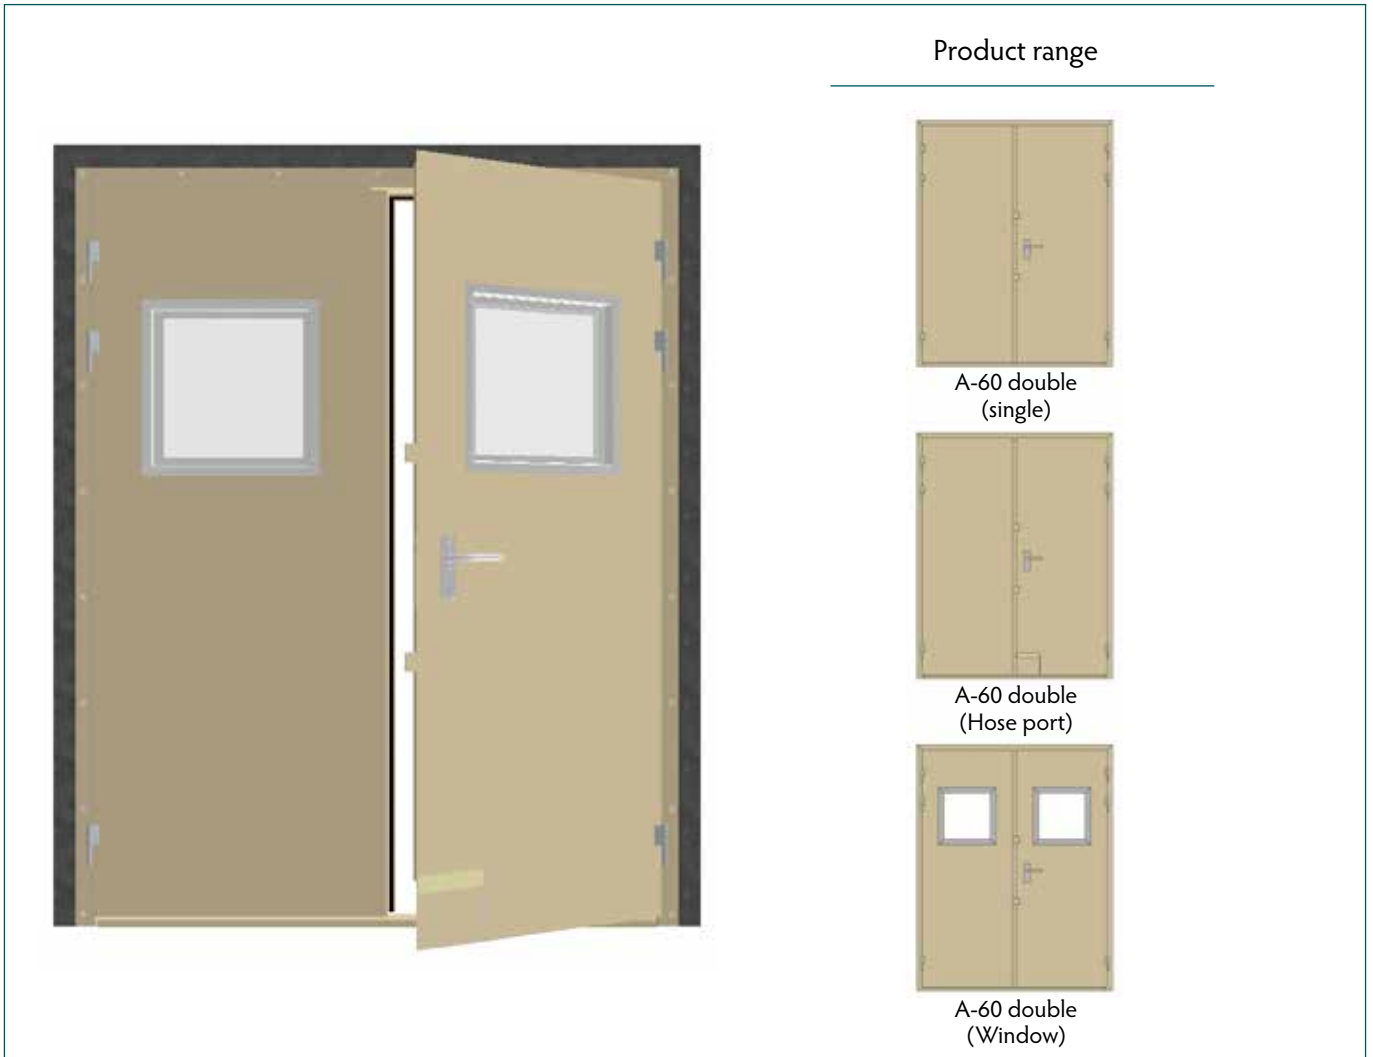 Product range
A-60 double
(single)
A-60 double
(Hose port)
A-60 double
(Window)